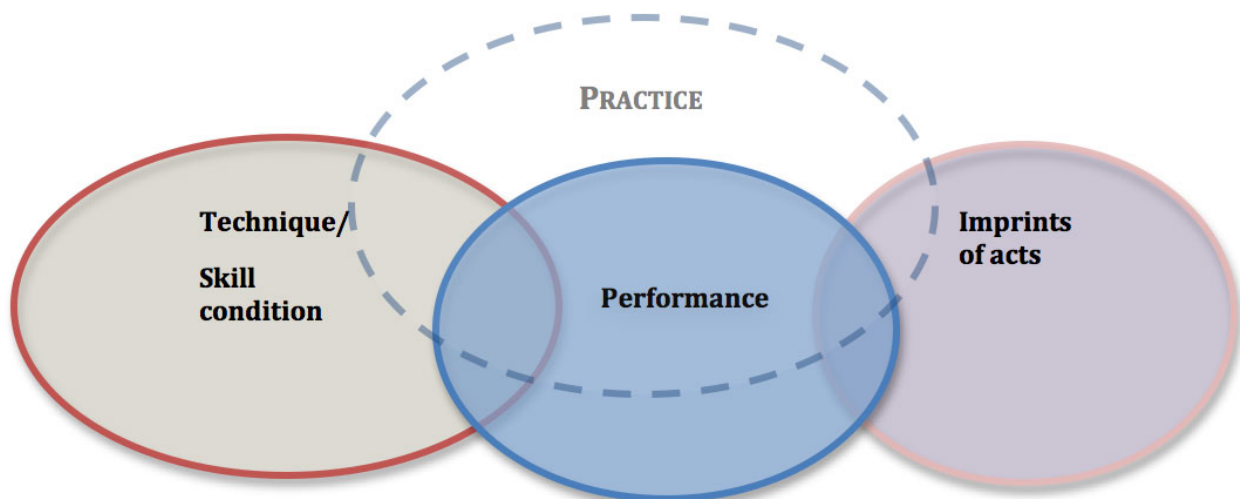 PRACTICE
Technique/
Skill
condition
Performance
Imprints
of acts